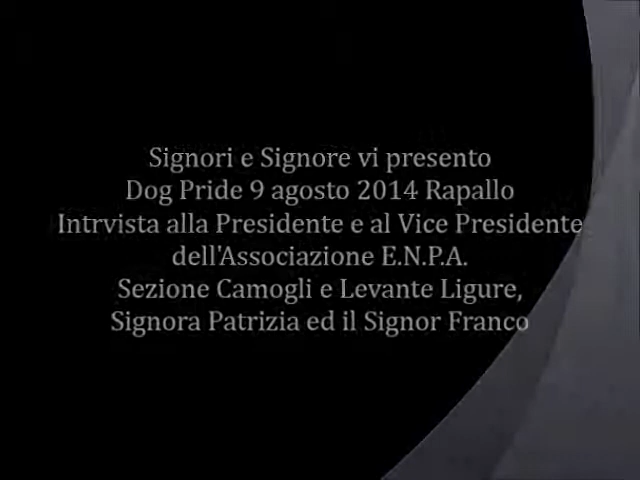 Signori e Signore vi presento
Dog Pride 9 agosto 2014 Rapallo
Intrvista alla Presidente e al Vice Presidente
dell'Associazione E.N.P.A.
Sezione Camogli e Levante Ligure,
Signora Patrizia ed il Signor Franco